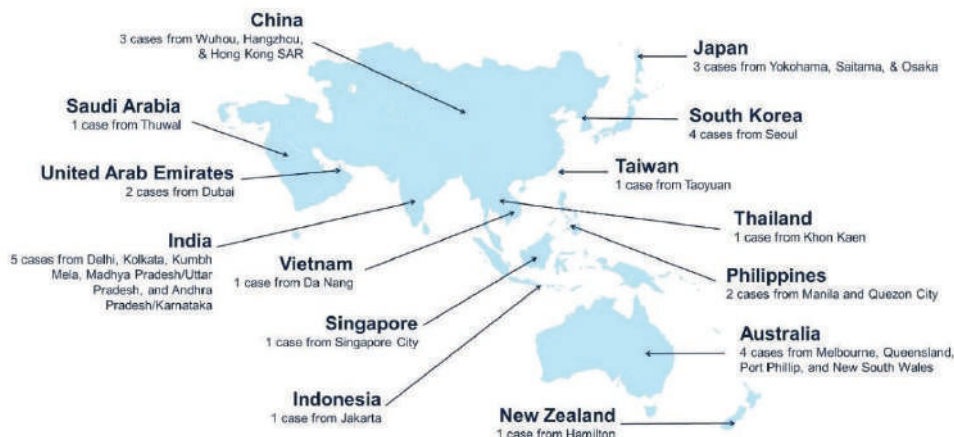 China
3 cases from Wuhou, Hangzhou,
& Hong Kong SAR
Japan
3 cases from Yokohama, Saitama, & Osaka
Saudi Arabia
1 case from Thuwal
South Korea
4 cases from Seoul
United Arab Emirates
2 cases from Dubai
Taiwan
1 case from Taoyuan
Thailand
1 case from Khon Kaen
India
5 cases from Delhi, Kolkata, Kumbh
Mela, Madhya Pradesh/Uttar
Pradesh, and Andhra
Pradesh/Karnataka
Vietnam
1 case from Da Nang
Philippines
2 cases from Manila and Quezon City
Singapore
1 case from Singapore City
Australia
4 cases from Melbourne, Queensland,
Port Phillip, and New South Wales
Indonesia
1 case from Jakarta
New Zealand
1 case from Hamilton